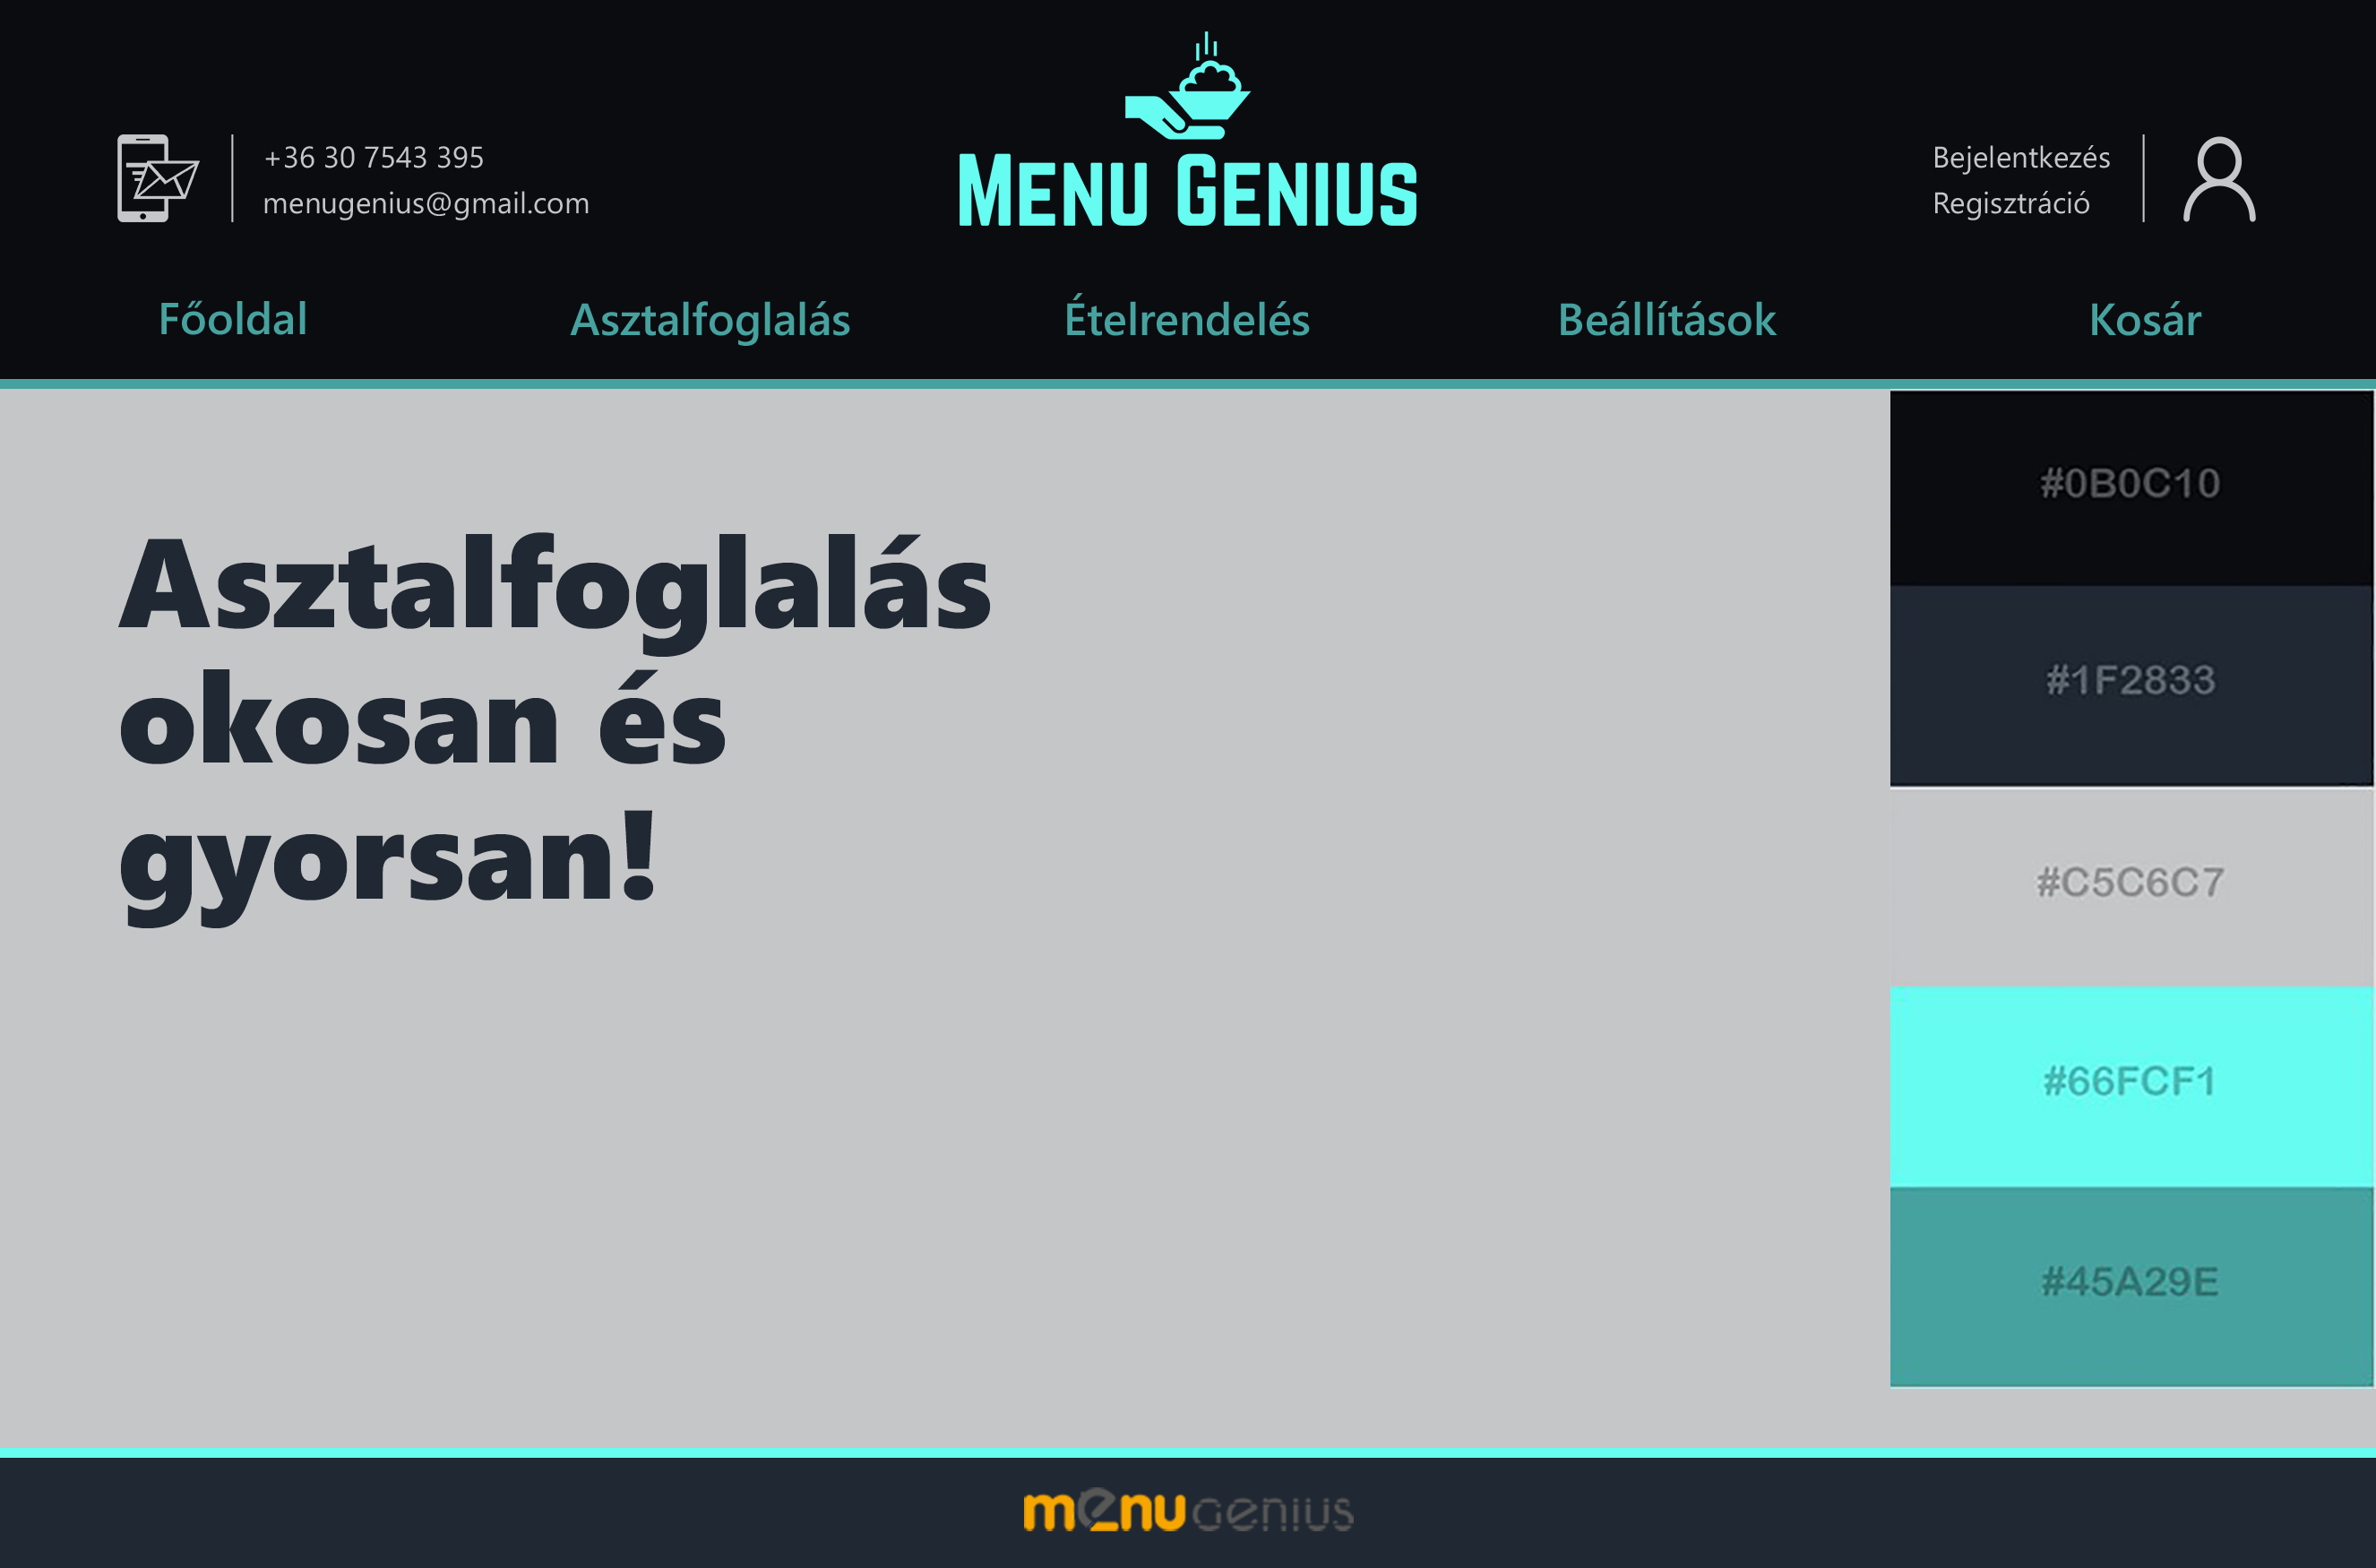 +36 30 7543 395
menugenius@gmail.com
MENU GENIUS
Bejelentkezés
Regisztráció
Főoldal
Asztalfoglalás
Ételrendelés
Beállítások
Kosár
Asztalfoglalás
okosan és
gyorsan!
#0B0C10
#1F2833
#C5C6C7
#66FCF1
#45A29E
menu genius